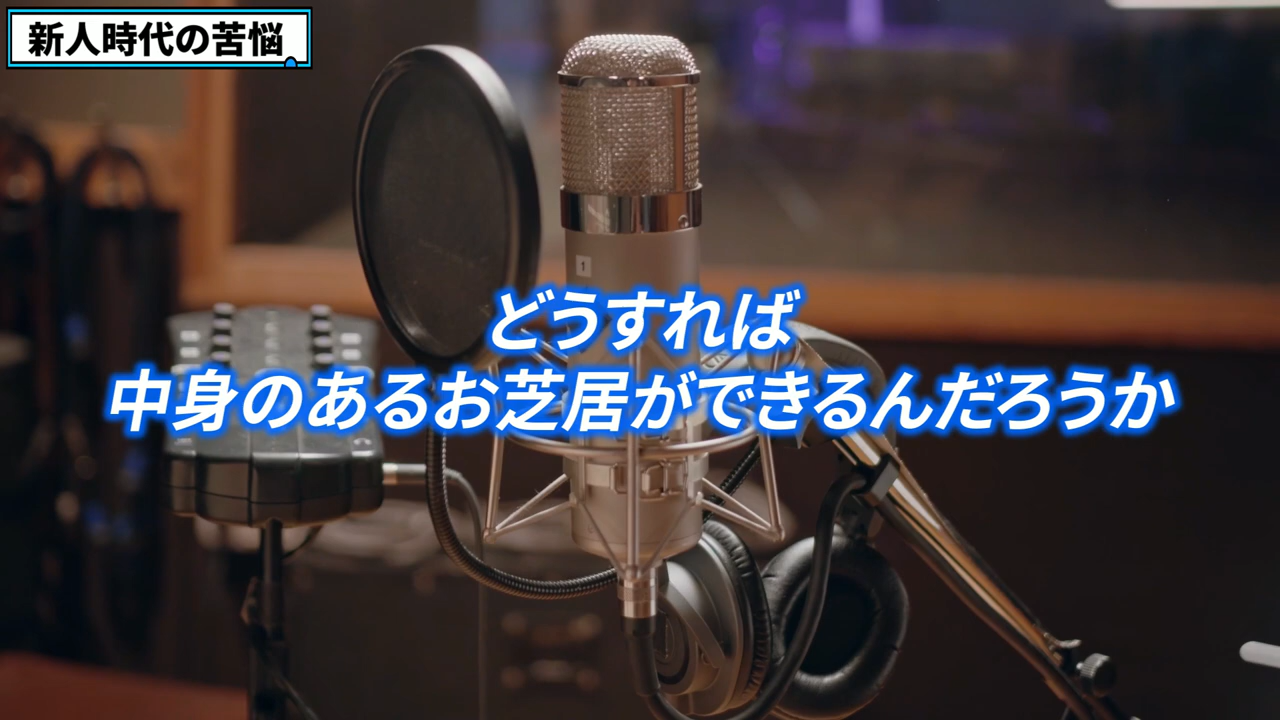 新人時代の苦悩
どうすれば
中身のあるお芝居ができるんだろうか
1